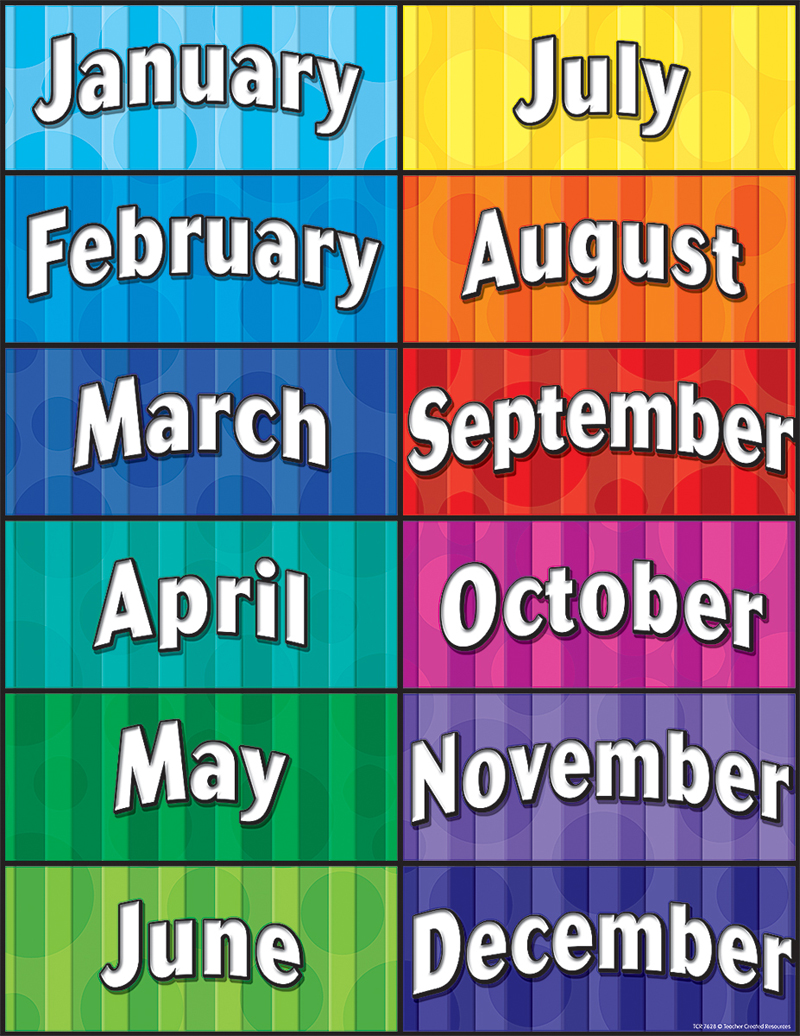 January
February
March
April
May
June
July
August
September
October
November
December
TCR 7628 © Teacher Created Resources